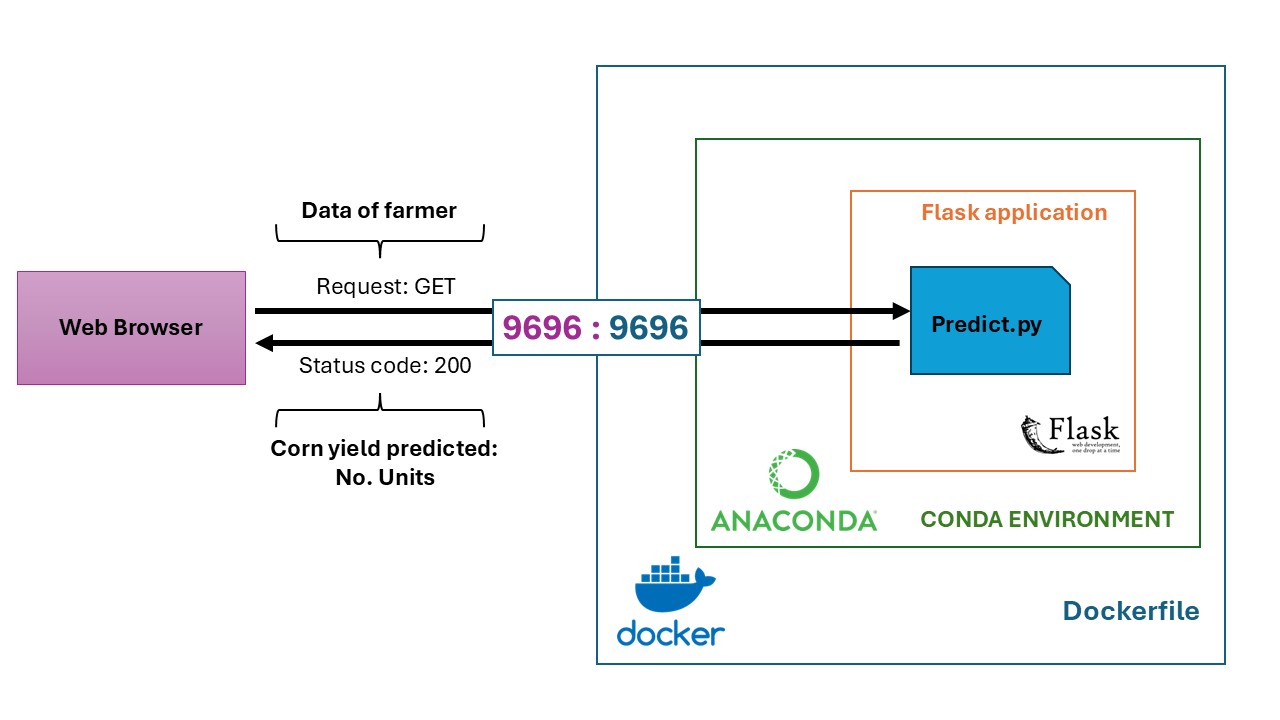 Data of farmer
Request: GET
Web Browser
9696 : 9696
Status code: 200
Corn yield predicted:
No. Units
Flask application
Predict.py
Flask
web development,
one drop at a time
ANACONDA
CONDA ENVIRONMENT
docker
Dockerfile